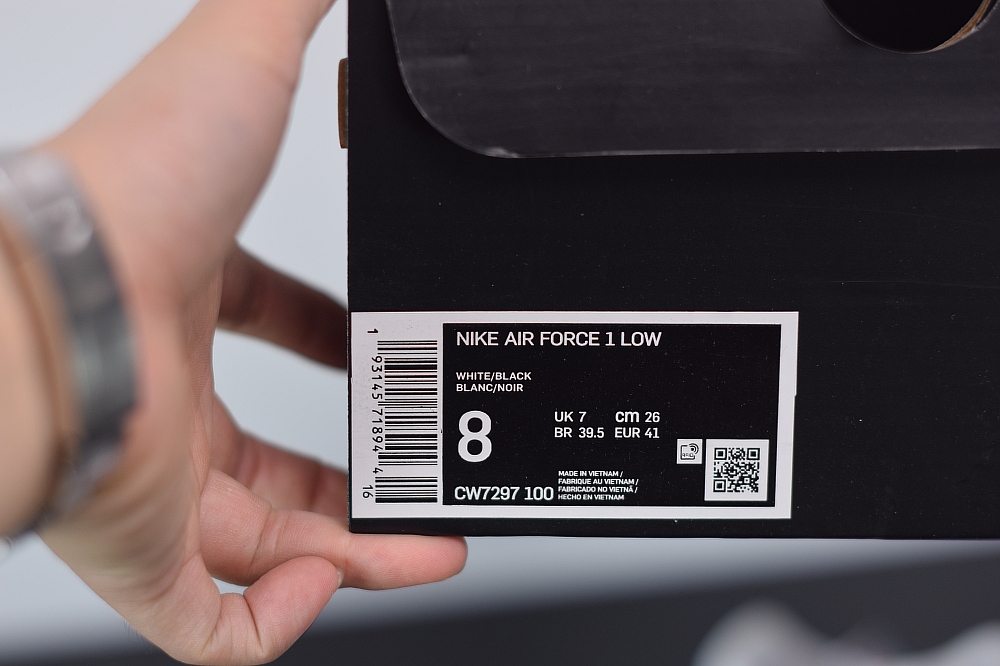 NIKE AIR FORCE 1 LOW
WHITE/BLACK
BLANC/NOIR
8
UK 7 cm 26
BR 39.5 EUR 41
CW7297 100
MADE IN VIETNAM /
FABRIQUE AU VIETNAM /
FABRICADO NO VIETNÃ /
HECHO EN VIETNAM
1 93145 71894 4 16